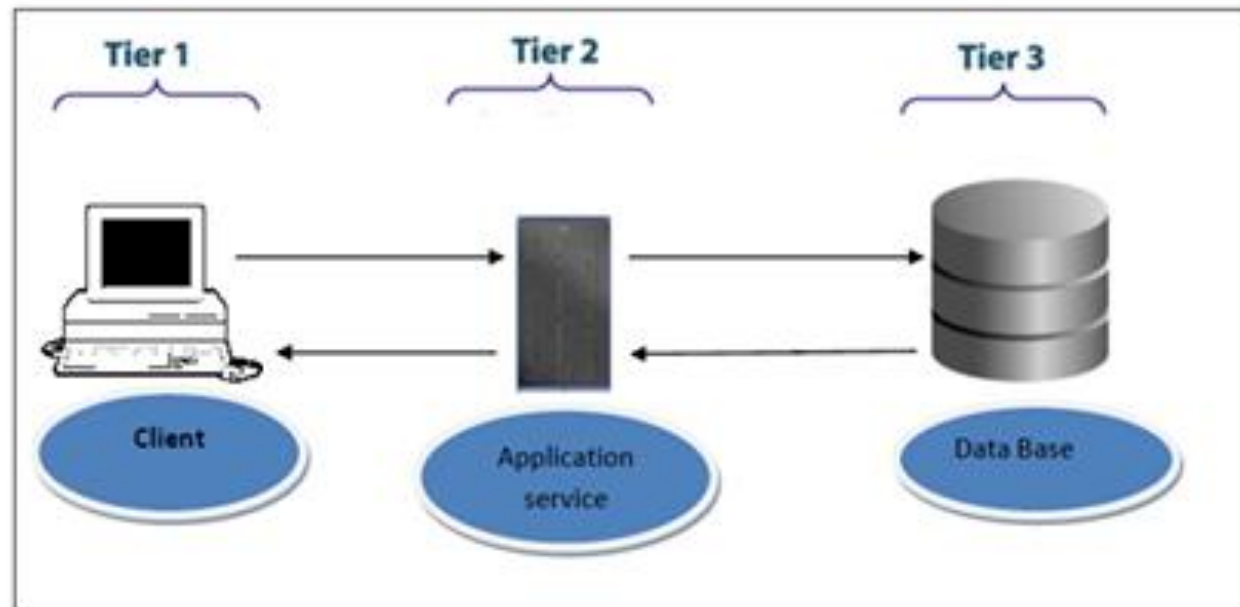 Tier 1
Tier 2
Tier 3
Client
Application
service
Data Base